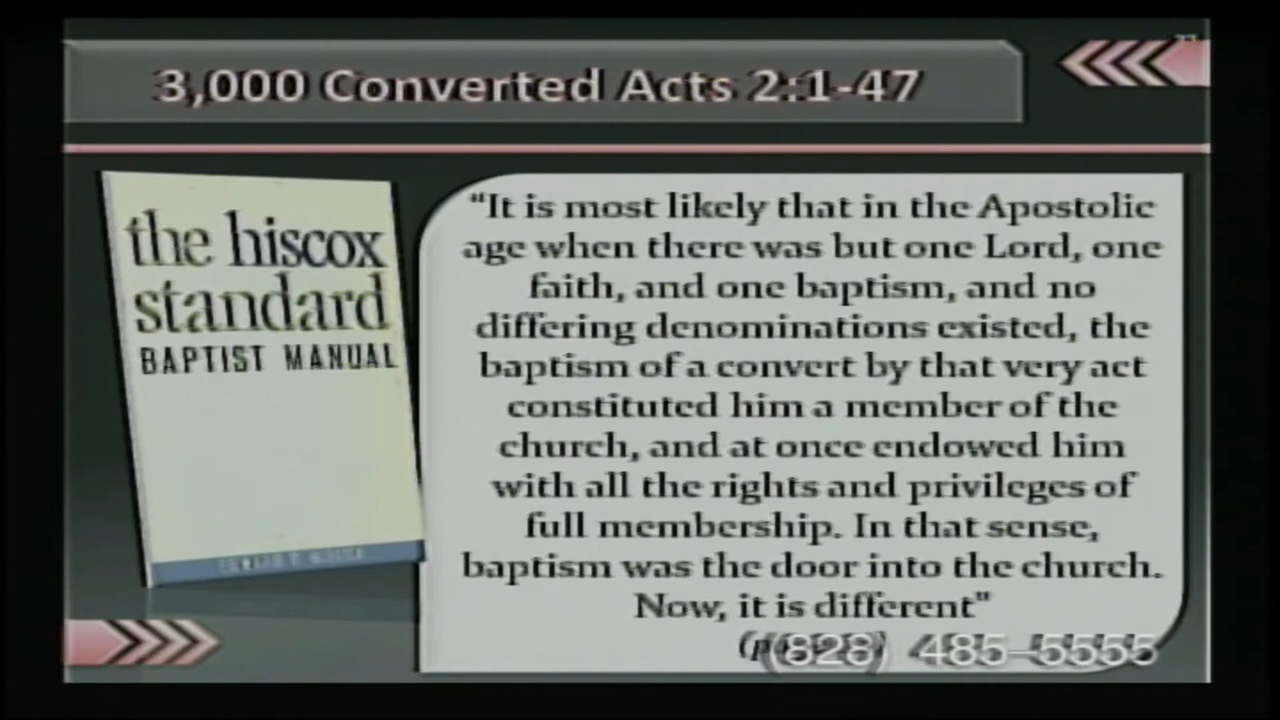 3,000 Converted Acts 2:1-47
the hiscox
standard
BAPTIST MANUAL
“It is most likely that in the Apostolic
age when there was but one Lord, one
faith, and one baptism, and no
differing denominations existed, the
baptism of a convert by that very act
constituted him a member of the
church, and at once endowed him
with all the rights and privileges of
full membership. In that sense,
baptism was the door into the church.
Now, it is different”
(828) 485-5555